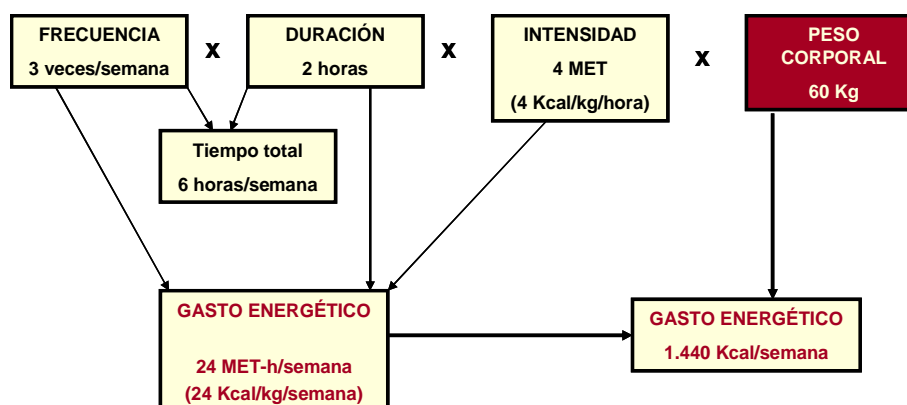 FRECUENCIA
3 veces/semana
x
DURACIÓN
2 horas
x
INTENSIDAD
4 MET
(4 Kcal/kg/hora)
x
PESO
CORPORAL
60 Kg
Tiempo total
6 horas/semana
GASTO ENERGÉTICO
24 MET-h/semana
(24 Kcal/kg/semana)
GASTO ENERGÉTICO
1.440 Kcal/semana